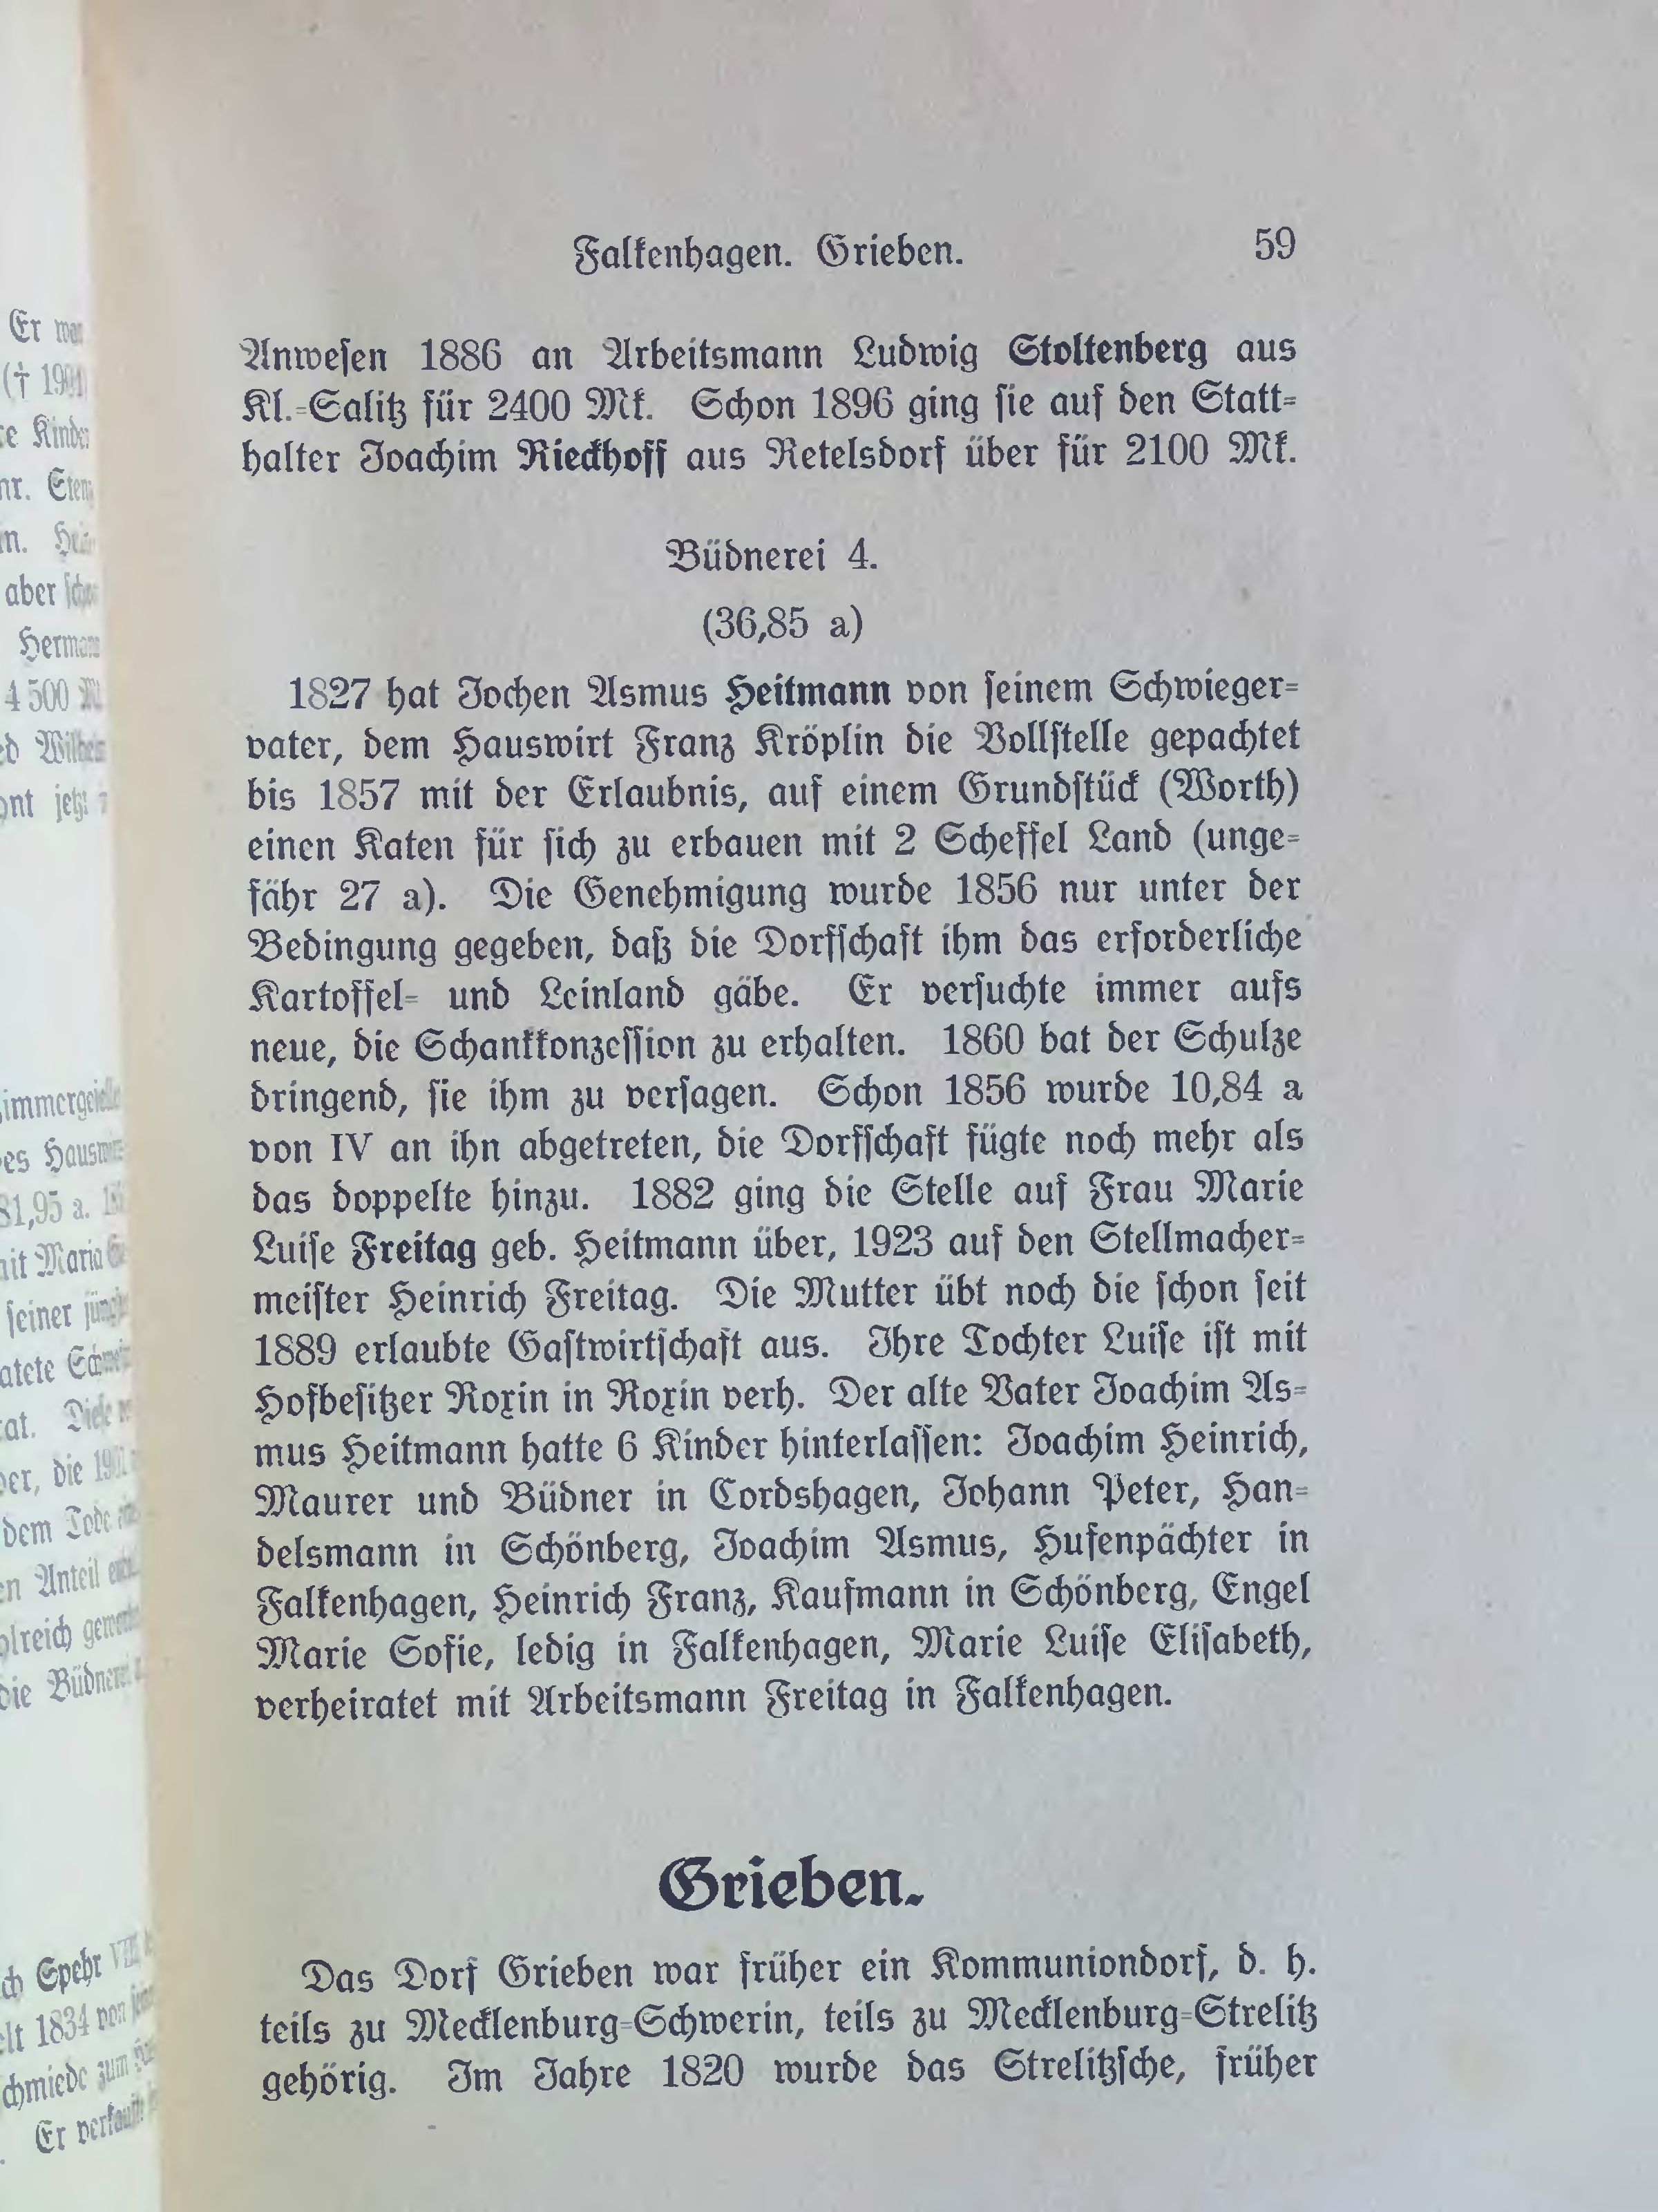 Falkenhagen. Grieben. 59
Anwesen 1886 an Arbeitsmann Ludwig Stoltenberg aus
Kl.-Salitz für 2400 Mk. Schon 1896 ging sie auf den Statt-
halter Joachim Rieckhoff aus Retelsdorf über für 2100 Mk.
Büdnerei 4.
(36,85 a)
1827 hat Jochen Asmus Heitmann von seinem Schwieger-
vater, dem Hauswirt Franz Kröplin die Vollstelle gepachtet
bis 1857 mit der Erlaubnis, auf einem Grundstück (Worth)
einen Katen für sich zu erbauen mit 2 Scheffel Land (unge-
fähr 27 a). Die Genehmigung wurde 1856 nur unter der
Bedingung gegeben, daß die Dorfschaft ihm das erforderliche
Kartoffel- und Leinland gäbe. Er versuchte immer aufs
neue, die Schankkonzession zu erhalten. 1860 bat der Schulze
dringend, sie ihm zu versagen. Schon 1856 wurde 10,84 a
von IV an ihn abgetreten, die Dorfschaft fügte noch mehr als
das doppelte hinzu. 1882 ging die Stelle auf Frau Marie
Luise Freitag geb. Heitmann über, 1923 auf den Stellmacher-
meister Heinrich Freitag. Die Mutter übt noch die schon seit
1889 erlaubte Gastwirtschaft aus. Ihre Tochter Luise ist mit
Hofbesitzer Roxin in Roxin verh. Der alte Vater Joachim As-
mus Heitmann hatte 6 Kinder hinterlassen: Joachim Heinrich,
Maurer und Büdner in Cordshagen, Johann Peter, Han-
delsmann in Schönberg, Joachim Asmus, Hufenpächter in
Falkenhagen, Heinrich Franz, Kaufmann in Schönberg, Engel
Marie Sofie, ledig in Falkenhagen, Marie Luise Elisabeth,
verheiratet mit Arbeitsmann Freitag in Falkenhagen.
Grieben.
Das Dorf Grieben war früher ein Kommuniondorf, d. h.
teils zu Mecklenburg-Schwerin, teils zu Mecklenburg-Strelitz
gehörig. Im Jahre 1820 wurde das Strelitzsche, früher